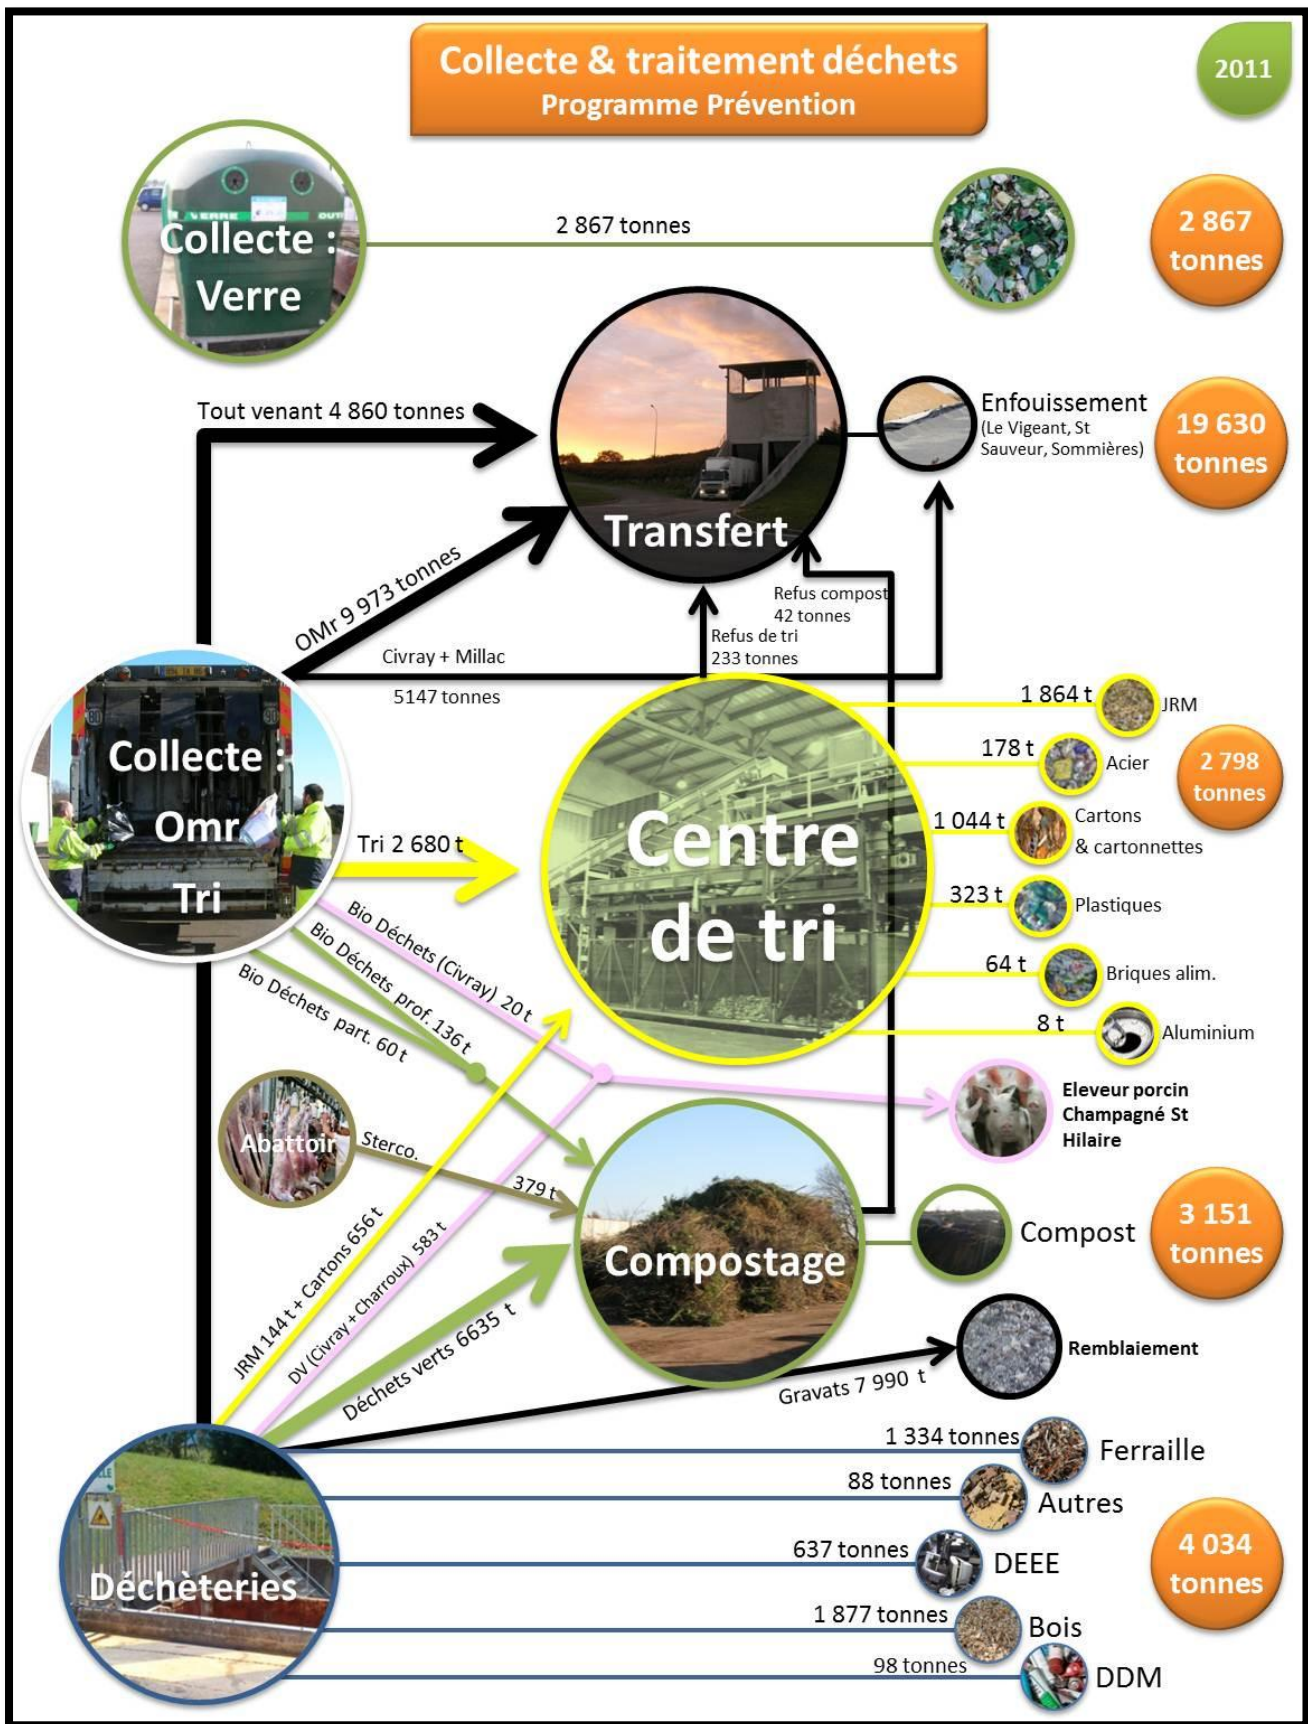 Collecte & traitement déchets
Programme Prévention
2011
VERRE
Collecte :
Verre
2 867 tonnes
2 867
tonnes
Tout venant 4 860 tonnes
OMr 9 973 tonnes
Transfert
Enfouissement
(Le Vigeant, St
Sauveur, Sommières)
19 630
tonnes
Refus compost
42 tonnes
Refus de tri
233 tonnes
Civray + Millac
5147 tonnes
Collecte :
Omr
Tri
Tri 2 680 t
Centre
de tri
1 864 t
JRM
178 t
Acier
2 798
tonnes
1 044 t
Cartons
& cartonnettes
323 t
Plastiques
64 t
Briques alim.
8 t
Aluminium
Bio Déchets (Civray) 20 t
Bio Déchets prof. 136 t
Bio Déchets part. 60 t
Eleveur porcin
Champagné St
Hilaire
Abattoir
Sterco.
379 t
JRM 144 t + Cartons 656 t
DV (Civray + Charroux) 583 t
Déchets verts 6635 t
Compostage
Compost
3 151
tonnes
Gravats 7 990 t
Remblaiement
Déchèteries
1 334 tonnes
Ferraille
88 tonnes
Autres
637 tonnes
DEEE
4 034
tonnes
1 877 tonnes
Bois
98 tonnes
DDM